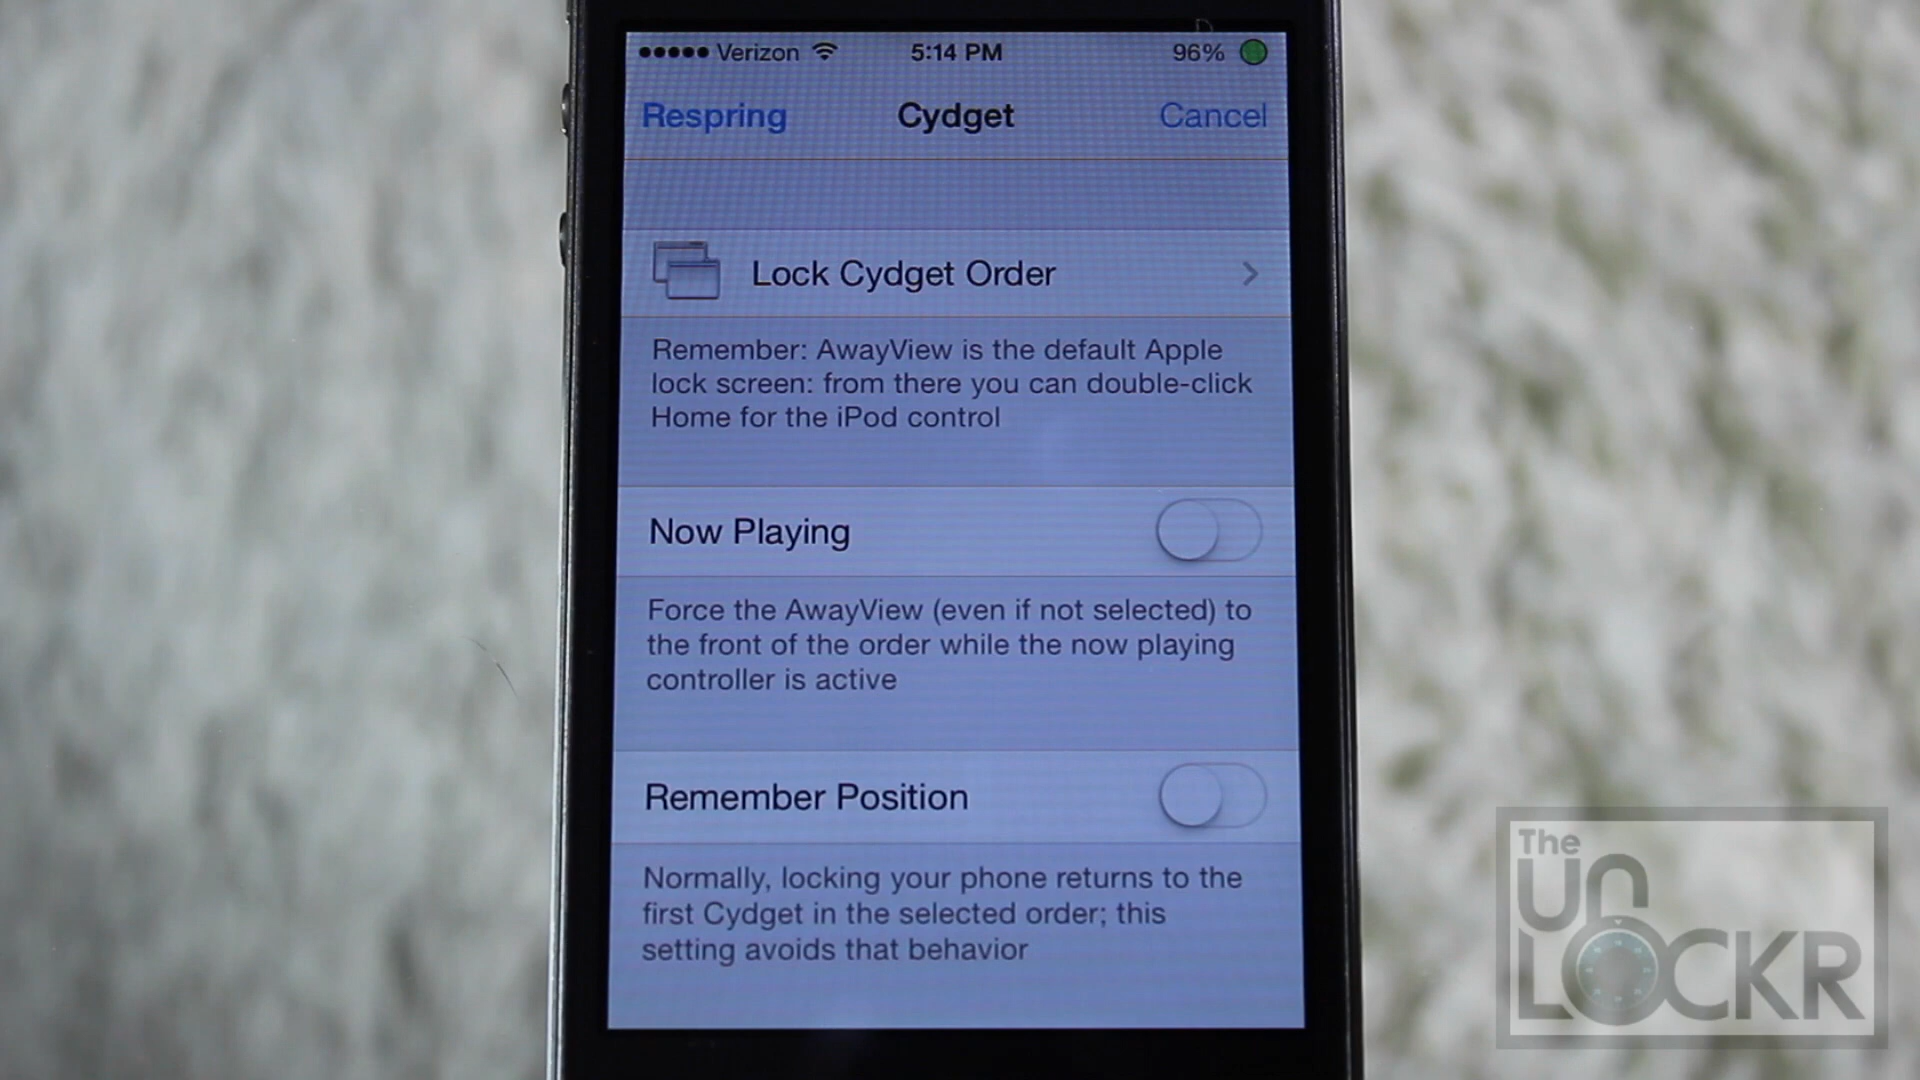 Verizon 5:14 PM 96%
Respring Cydget Cancel
Lock Cydget Order
Remember: AwayView is the default Apple
lock screen: from there you can double-click
Home for the iPod control
Now Playing
Force the AwayView (even if not selected) to
the front of the order while the now playing
controller is active
Remember Position
Normally, locking your phone returns to the
first Cydget in the selected order; this
setting avoids that behavior
The
UN
LOCKR